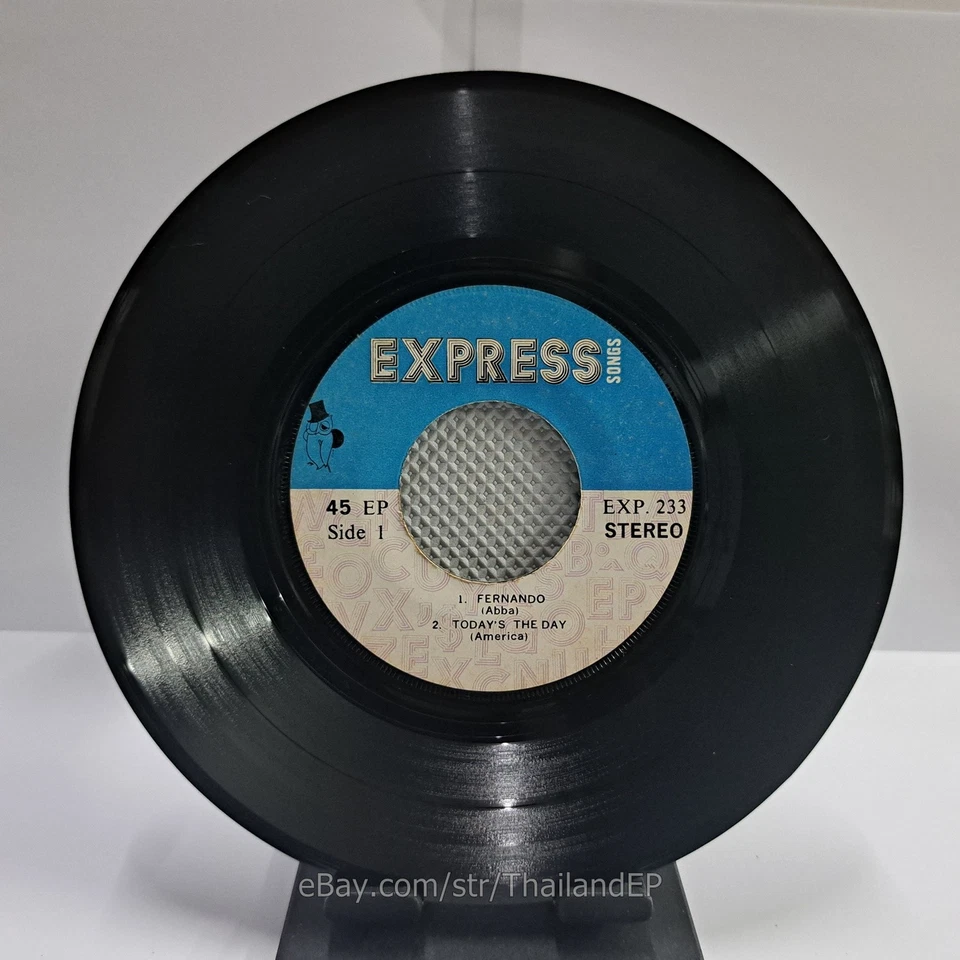 EXPRESS SONGS
45 EP
Side 1
EXP. 233
STEREO
1. FERNANDO
(Abba)
2. TODAY'S THE DAY
(America)
eBay.com/str/ThailandEP